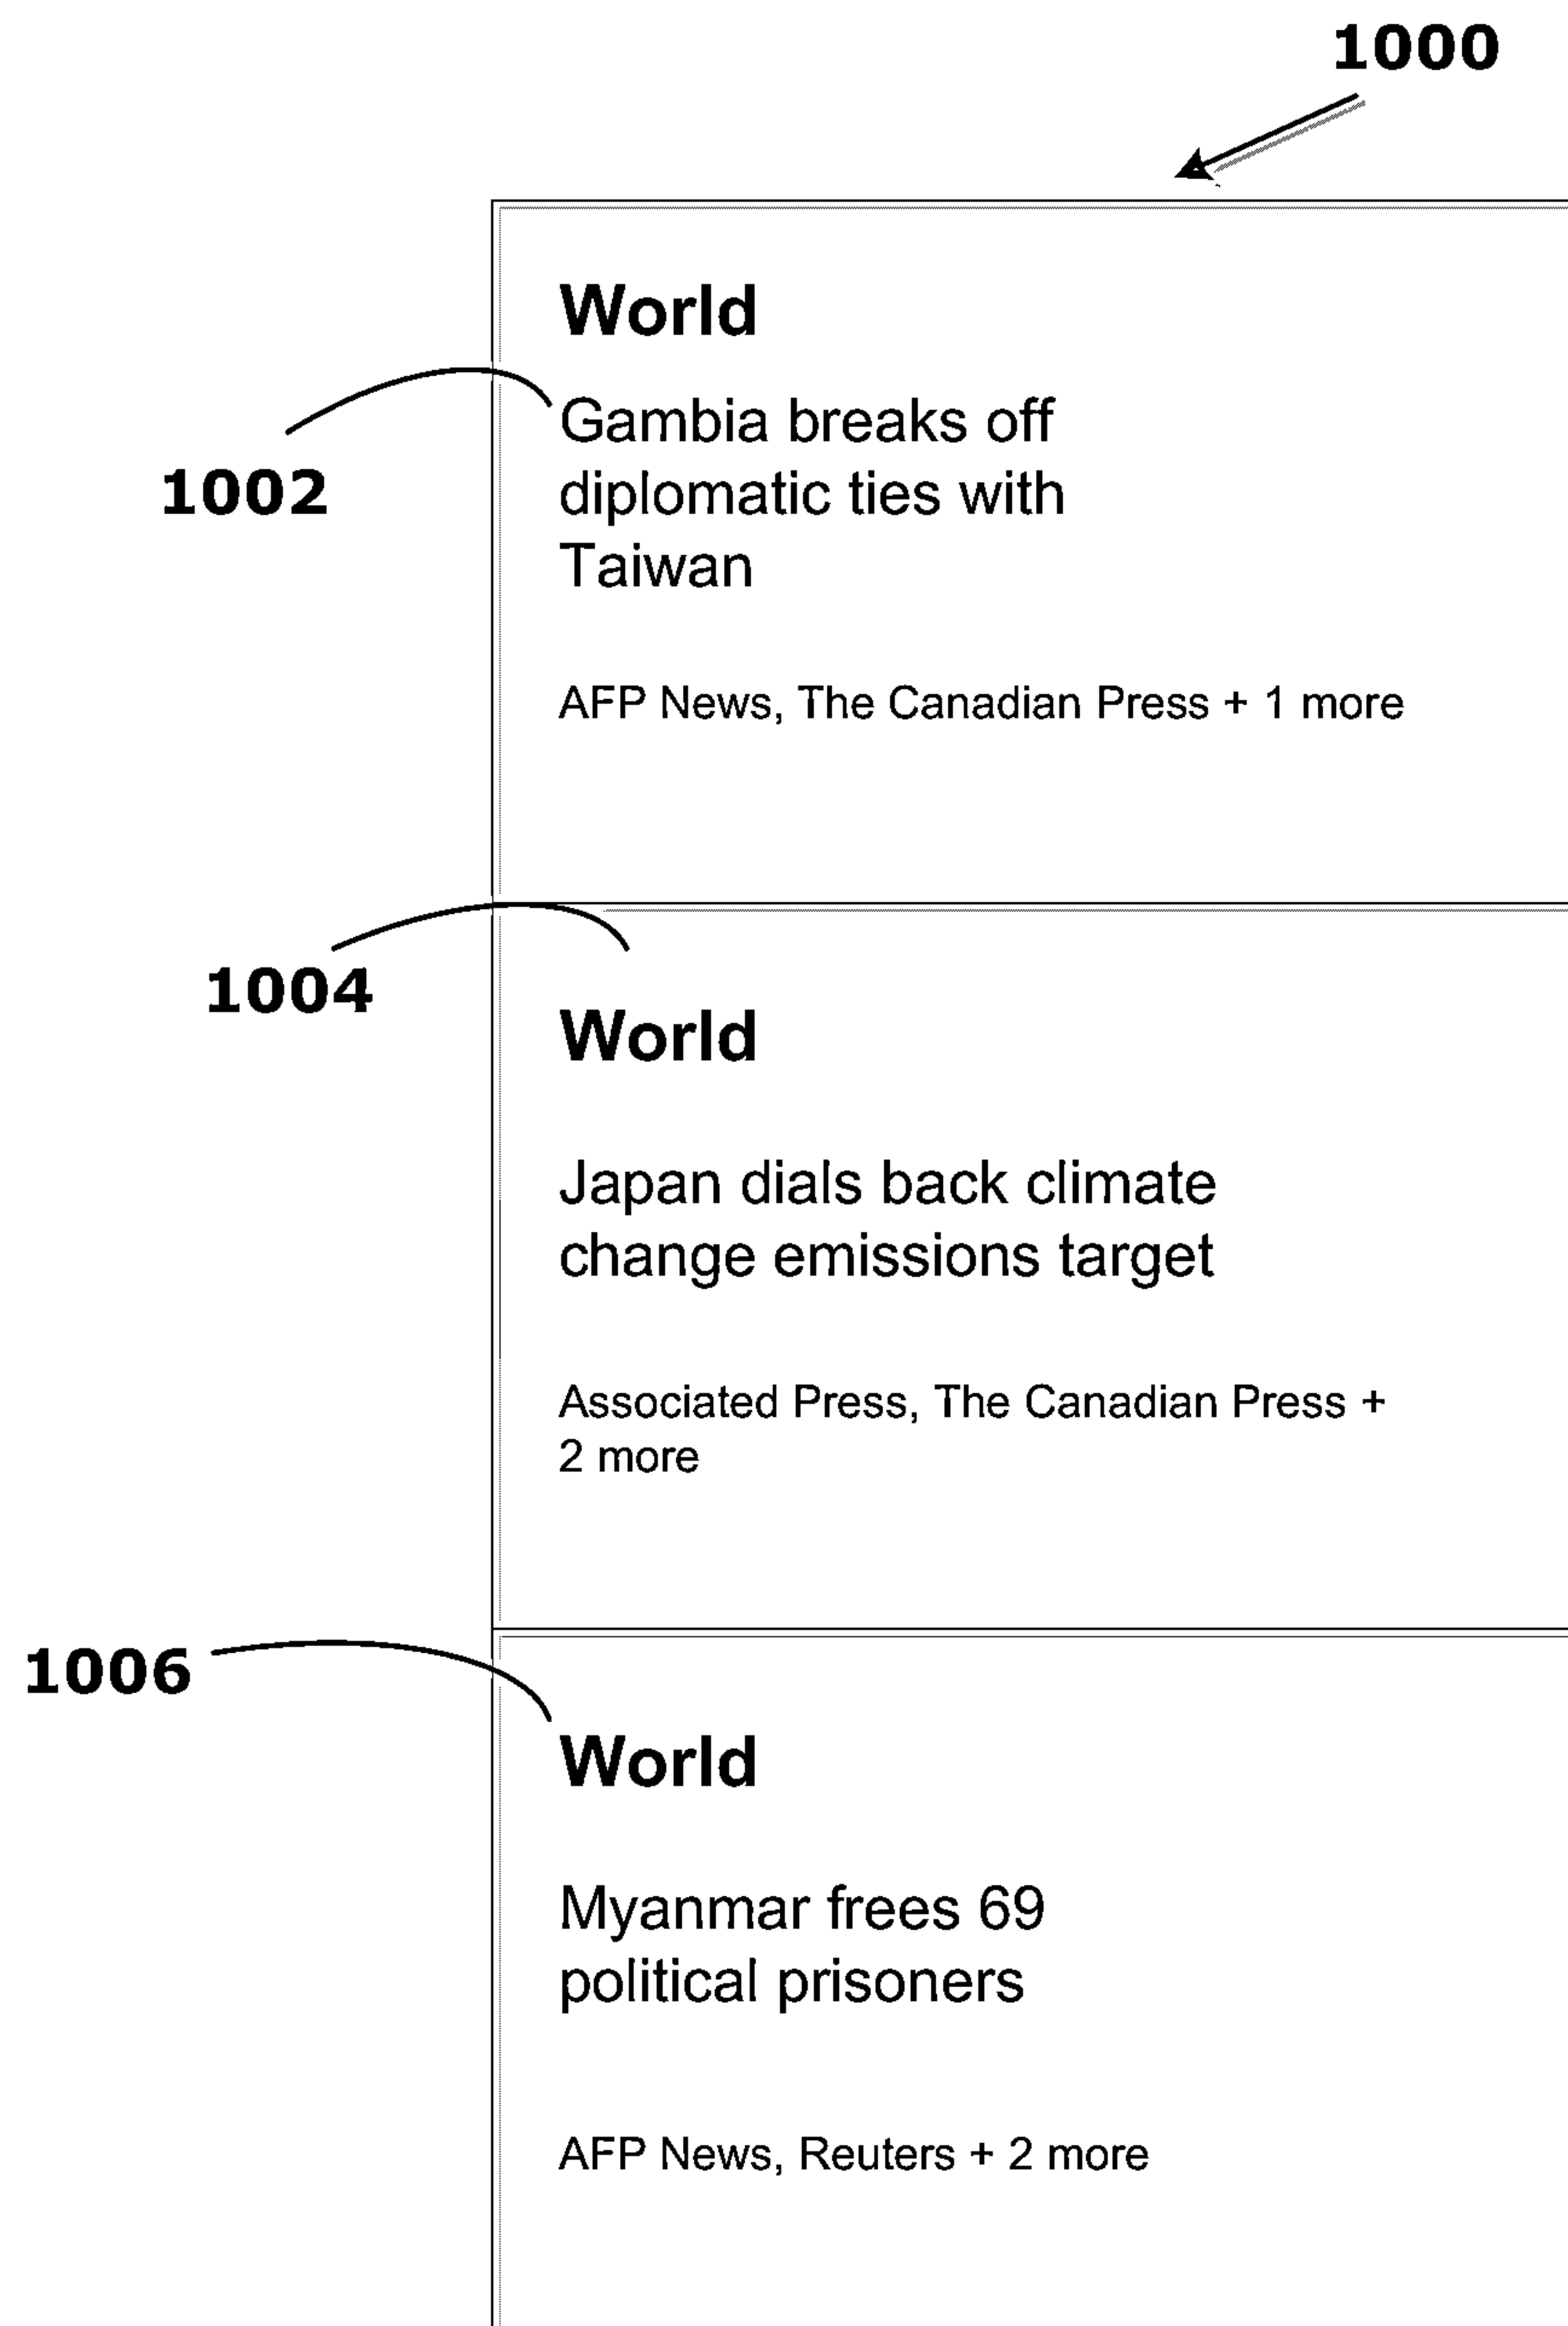 1000
World
1002
Gambia breaks off
diplomatic ties with
Taiwan
AFP News, The Canadian Press + 1 more
1004
World
Japan dials back climate
change emissions target
Associated Press, The Canadian Press +
2 more
1006
World
Myanmar frees 69
political prisoners
AFP News, Reuters + 2 more